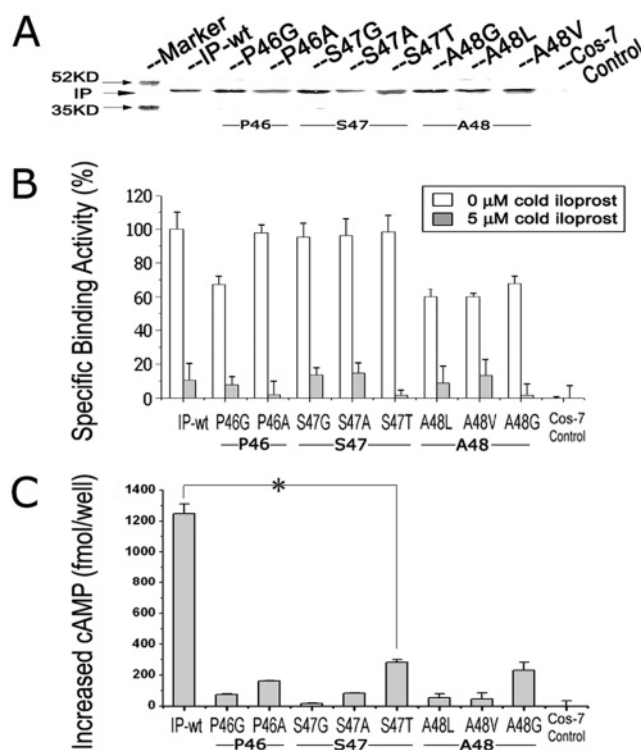 A
--Marker
--IP-wt
--P46G
--P46A
--S47G
--S47A
--S47T
--A48G
--A48L
--A48V
--Cos-7
Control
52KD
IP
35KD
P46
S47
A48
B
Specific Binding Activity (%)
120
100
80
60
40
20
0
0 µM cold iloprost
5 µM cold iloprost
IP-wt P46G P46A S47G S47A S47T A48L A48V A48G Cos-7
Control
P46 S47 A48
C
Increased cAMP (fmol/well)
1400
1200
1000
800
600
400
200
0
*
IP-wt P46G P46A S47G S47A S47T A48L A48V A48G Cos-7
Control
P46 S47 A48